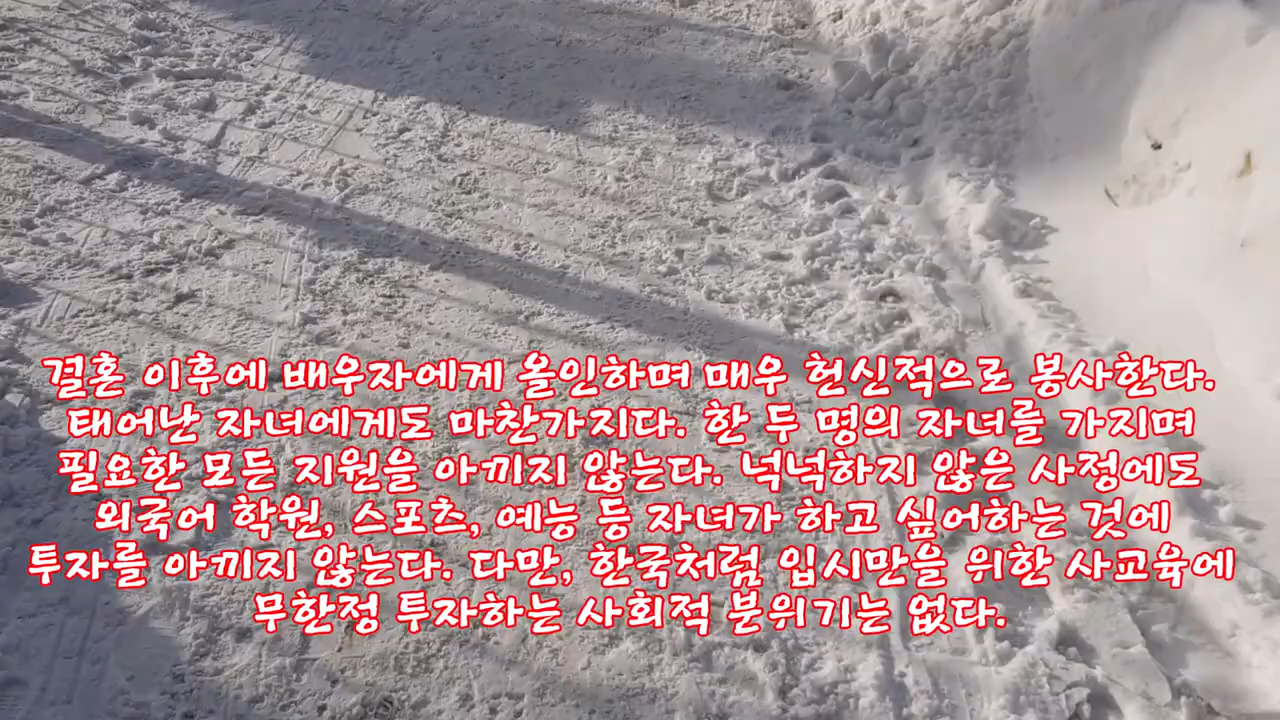 결혼 이후에 배우자에게 올인하며 매우 헌신적으로 봉사한다.
태어난 자녀에게도 마찬가지다. 한 두 명의 자녀를 가지며
필요한 모든 지원을 아끼지 않는다. 넉넉하지 않은 사정에도
외국어 학원, 스포츠, 예능 등 자녀가 하고 싶어하는 것에
투자를 아끼지 않는다. 다만, 한국처럼 입시만을 위한 사교육에
무한정 투자하는 사회적 분위기는 없다.